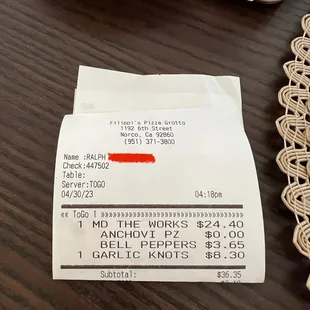 Filippi's Pizza Grotto
1192 6th Street
Norco, Ca 92860
(951) 371-3800
Name :RALPH
Check:447502
Table:
Server:TOGO
04/30/23 04:18pm
<< ToGo 1 >>>>>>>>>>>>>>>>>>>>>>>>>>>>>>
1 MD THE WORKS $24.40
ANCHOVI PZ $0.00
BELL PEPPERS $3.65
1 GARLIC KNOTS $8.30
Subtotal: $36.35